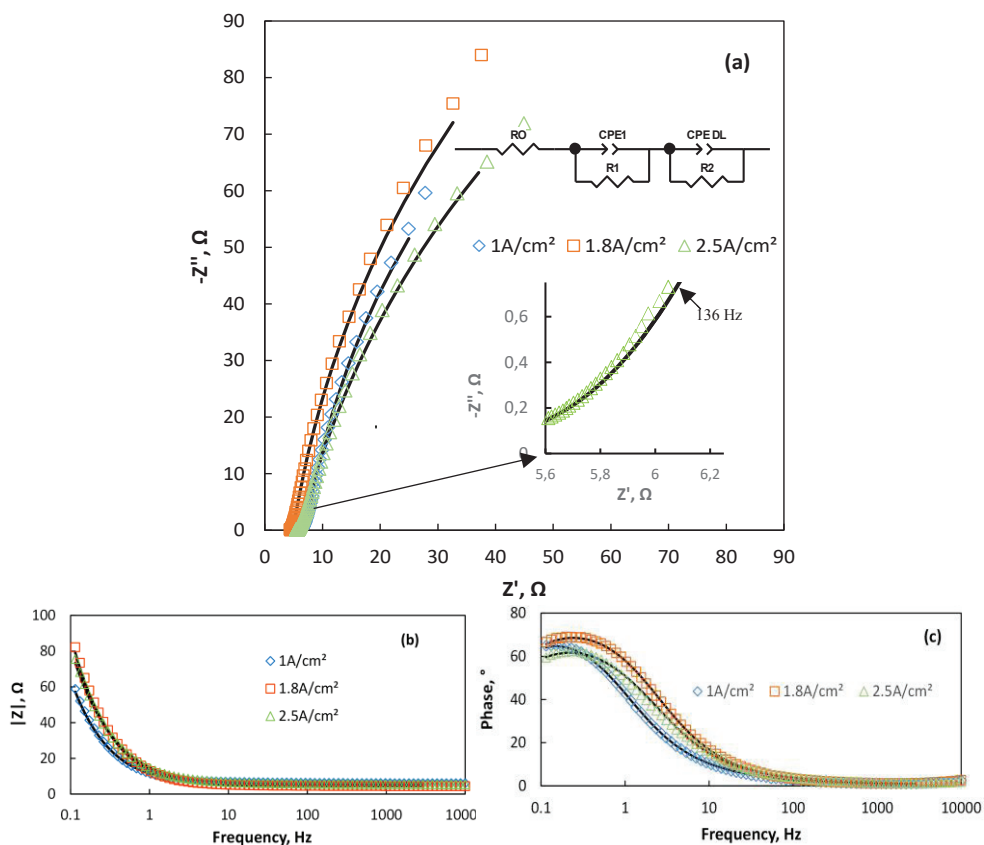 90
80
70
60
50
40
30
20
10
0
-Z'', Ω
(a)
RO CPE1 CPE DL
R1 R2
1A/cm² 1.8A/cm² 2.5A/cm²
0,6
0,4
0,2
0
-Z'', Ω
136 Hz
5,6 5,8 6 6,2
Z', Ω
0 10 20 30 40 50 60 70 80 90
Z', Ω
100
80
60
40
20
0
|Z|, Ω
(b)
1A/cm²
1.8A/cm²
2.5A/cm²
0.1 1 10 100 1000
Frequency, Hz
80
60
40
20
0
Phase, °
(c)
1A/cm² 1.8A/cm² 2.5A/cm²
0.1 1 10 100 1000 10000
Frequency, Hz